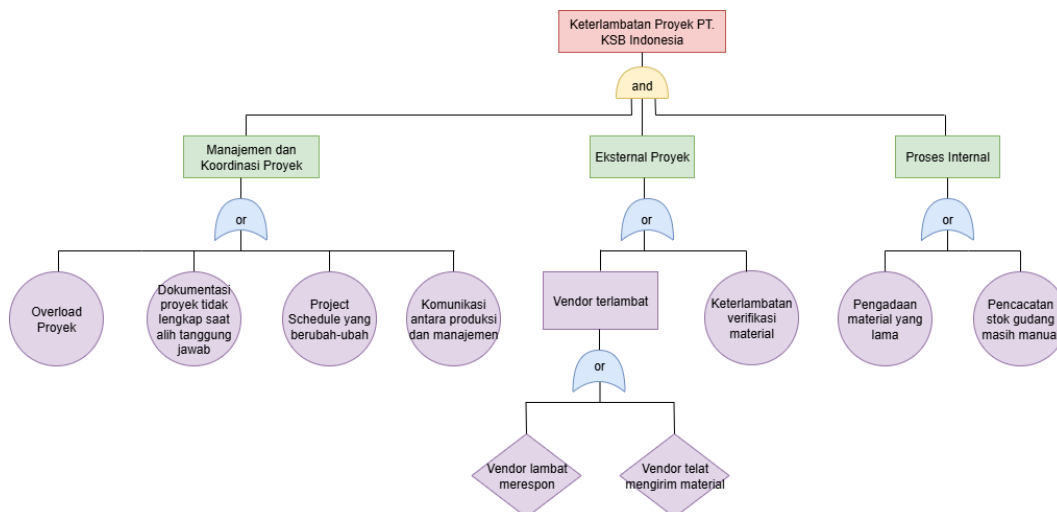 Keterlambatan Proyek PT.
KSB Indonesia
and
Manajemen dan
Koordinasi Proyek
Eksternal Proyek
Proses Internal
or
or
or
Overload
Proyek
Dokumentasi
proyek tidak
lengkap saat
alih tanggung
jawab
Project
Schedule yang
berubah-ubah
Komunikasi
antara produksi
dan manajemen
Vendor terlambat
Keterlambatan
verifikasi
material
Pengadaan
material yang
lama
Pencacatan
stok gudang
masih manual
or
Vendor lambat
merespon
Vendor telat
mengirim material